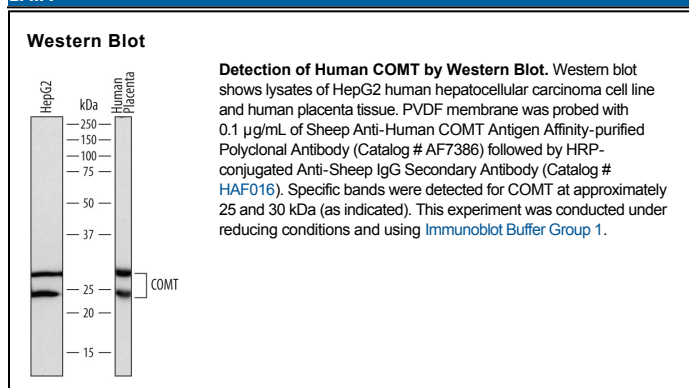 Western Blot
HepG2
kDa
Human
Placenta
250
150
100
75
50
37
25
20
15
COMT
Detection of Human COMT by Western Blot. Western blot
shows lysates of HepG2 human hepatocellular carcinoma cell line
and human placenta tissue. PVDF membrane was probed with
0.1 µg/mL of Sheep Anti-Human COMT Antigen Affinity-purified
Polyclonal Antibody (Catalog # AF7386) followed by HRP-
conjugated Anti-Sheep IgG Secondary Antibody (Catalog #
HAF016). Specific bands were detected for COMT at approximately
25 and 30 kDa (as indicated). This experiment was conducted under
reducing conditions and using Immunoblot Buffer Group 1.